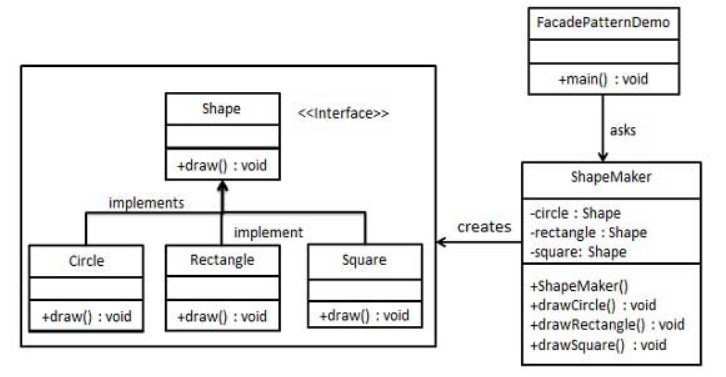 FacadePatternDemo
+main() : void
asks
Shape
<<Interface>>
+draw() : void
implements
implement
Circle
+draw() : void
Rectangle
+draw() : void
Square
+draw() : void
creates
ShapeMaker
-circle : Shape
-rectangle : Shape
-square: Shape
+ShapeMaker()
+drawCircle() : void
+drawRectangle() : void
+drawSquare() : void